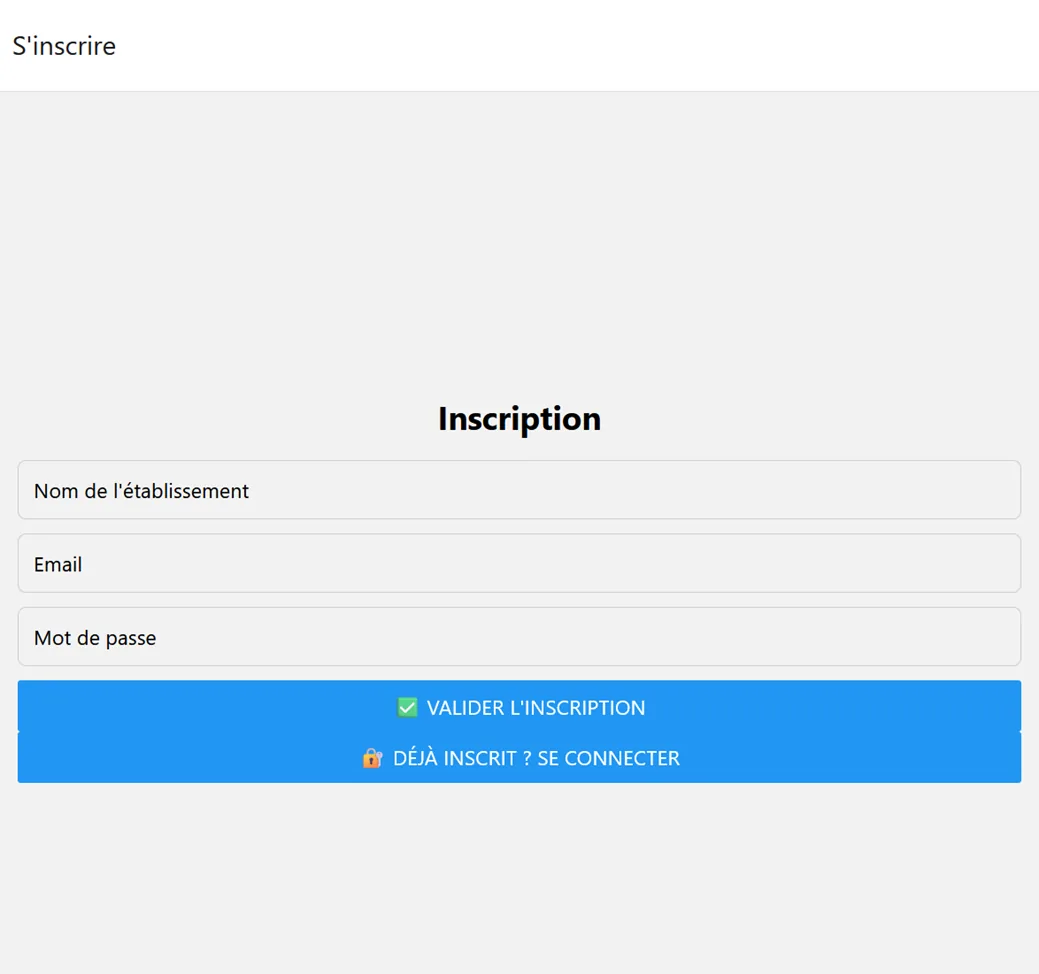 S'inscrire
Inscription
Nom de l'établissement
Email
Mot de passe
✅ VALIDER L'INSCRIPTION
🔐 DÉJÀ INSCRIT ? SE CONNECTER